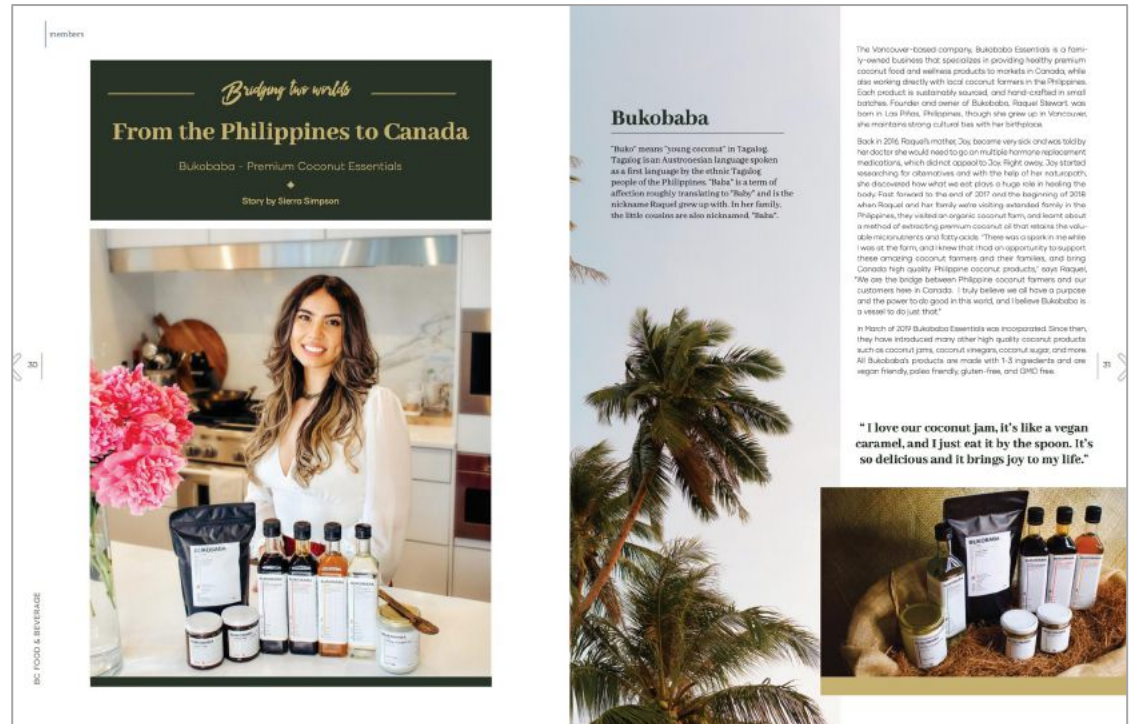 members
Bridging two worlds
From the Philippines to Canada
Bukobaba - Premium Coconut Essentials
Story by Sierra Simpson
30
BC FOOD & BEVERAGE
BUKOBABA
BUKOBABA
BUKOBABA
BUKOBABA
BUKOBABA
Bukobaba
"Buko" means "young coconut" in Tagalog.
Tagalog is an Austronesian language spoken
as a first language by the ethnic Tagalog
people of the Philippines. "Baba" is a term of
affection roughly translating to "Baby" and is the
nickname Raquel grew up with. In her family,
the little cousins are also nicknamed, "Baba".
The Vancouver-based company, Bukobaba Essentials is a fami-
ly-owned business that specializes in providing healthy premium
coconut food and wellness products to markets in Canada, while
also working directly with local coconut farmers in the Philippines.
Each product is sustainably sourced, and hand-crafted in small
batches. Founder and owner of Bukobaba, Raquel Stewart, was
born in Las Piñas, Philippines, though she grew up in Vancouver,
she maintains strong cultural ties with her birthplace.
Back in 2016, Raquel's mother, Joy, became very sick and was told by
her doctor she would need to go on multiple hormone replacement
medications, which did not appeal to Joy. Right away, Joy started
researching for alternatives and with the help of her naturopath,
she discovered how what we eat plays a huge role in healing the
body. Fast forward to the end of 2017 and the beginning of 2018
when Raquel and her family we're visiting extended family in the
Philippines, they visited an organic coconut farm, and learnt about
a method of extracting premium coconut oil that retains the valu-
able micronutrients and fatty acids. "There was a spark in me while
I was at the farm, and I knew that I had an opportunity to support
these amazing coconut farmers and their families, and bring
Canada high quality Philippine coconut products," says Raquel,
"We are the bridge between Philippine coconut farmers and our
customers here in Canada. I truly believe we all have a purpose
and the power to do good in this world, and I believe Bukobaba is
a vessel to do just that."
In March of 2019 Bukobaba Essentials was incorporated. Since then,
they have introduced many other high quality coconut products
such as coconut jams, coconut vinegars, coconut sugar, and more.
All Bukobaba's products are made with 1-3 ingredients and are
vegan friendly, paleo friendly, gluten-free, and GMO free.
31
" I love our coconut jam, it's like a vegan
caramel, and I just eat it by the spoon. It's
so delicious and it brings joy to my life."
BUKOBABA